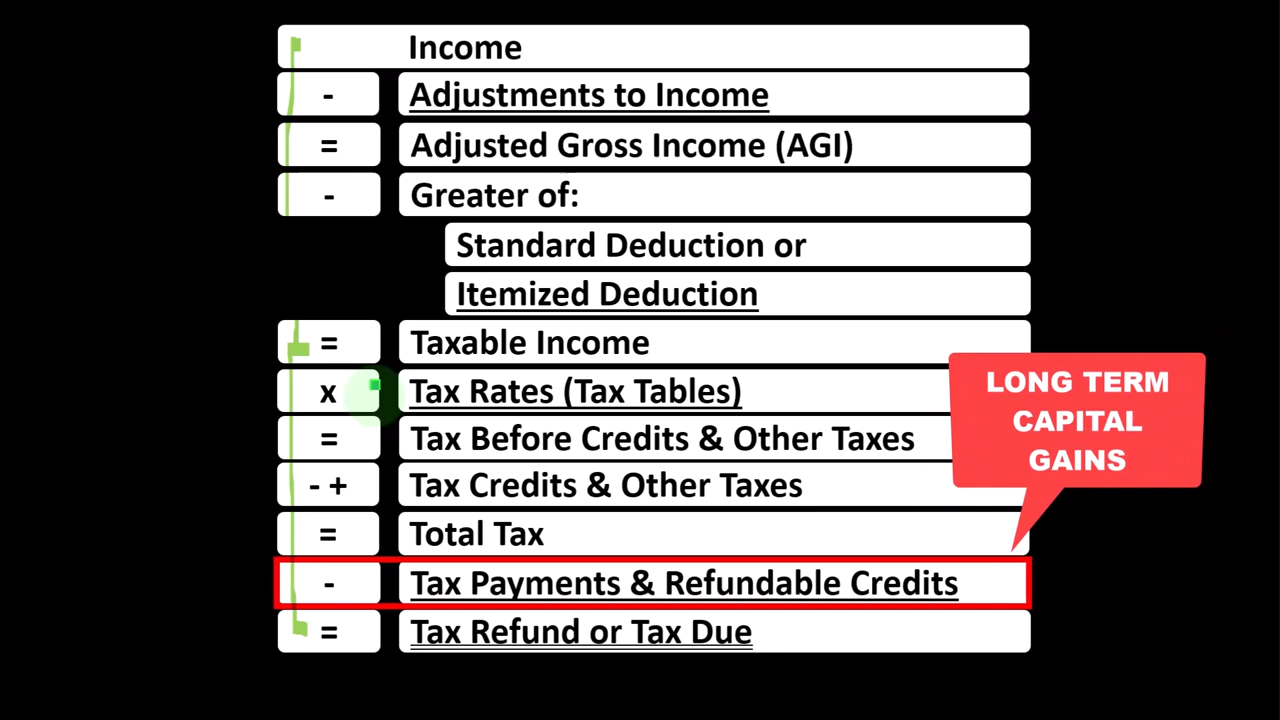 Income
- Adjustments to Income
= Adjusted Gross Income (AGI)
- Greater of:
Standard Deduction or
Itemized Deduction
= Taxable Income
x Tax Rates (Tax Tables)
= Tax Before Credits & Other Taxes
- + Tax Credits & Other Taxes
= Total Tax
- Tax Payments & Refundable Credits
= Tax Refund or Tax Due
LONG TERM
CAPITAL
GAINS